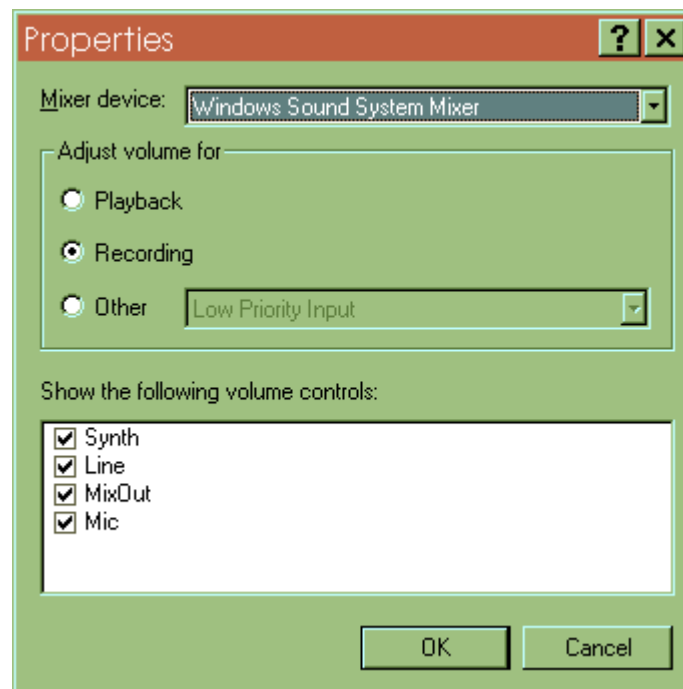 Properties
Mixer device: Windows Sound System Mixer
Adjust volume for
Playback
Recording
Other Low Priority Input
Show the following volume controls:
Synth
Line
MixOut
Mic
OK Cancel